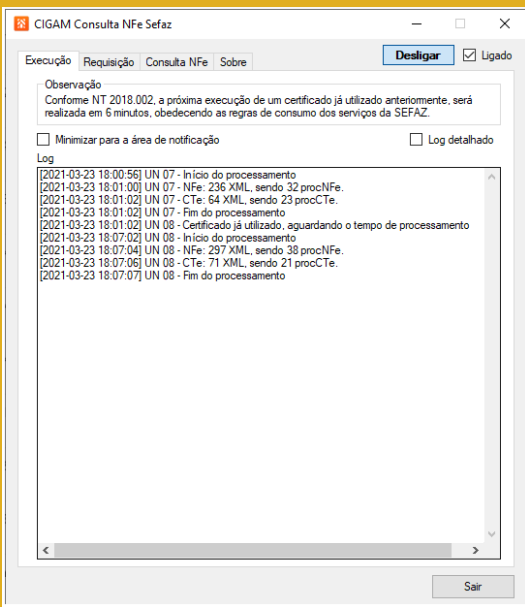 CIGAM Consulta NFe Sefaz
Execução Requisição Consulta NFe Sobre Desligar Ligado
Observação
Conforme NT 2018.002, a próxima execução de um certificado já utilizado anteriormente, será
realizada em 6 minutos, obedecendo as regras de consumo dos serviços da SEFAZ.
Minimizar para a área de notificação Log detalhado
Log
[2021-03-23 18:00:56] UN 07 - Início do processamento
[2021-03-23 18:01:00] UN 07 - NFe: 236 XML, sendo 32 procNFe.
[2021-03-23 18:01:02] UN 07 - CTe: 64 XML, sendo 23 procCTe.
[2021-03-23 18:01:02] UN 07 - Fim do processamento
[2021-03-23 18:01:02] UN 08 - Certificado já utilizado, aguardando o tempo de processamento
[2021-03-23 18:07:02] UN 08 - Início do processamento
[2021-03-23 18:07:04] UN 08 - NFe: 297 XML, sendo 38 procNFe.
[2021-03-23 18:07:06] UN 08 - CTe: 71 XML, sendo 21 procCTe.
[2021-03-23 18:07:07] UN 08 - Fim do processamento
Sair